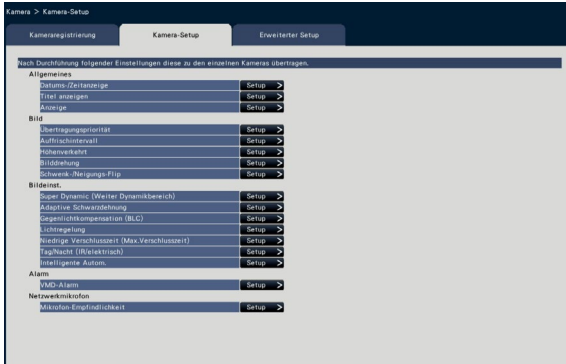 Kamera > Kamera-Setup
Kameraregistrierung Kamera-Setup Erweiterter Setup
Nach Durchführung folgender Einstellungen diese zu den einzelnen Kameras übertragen.
Allgemeines
Datums-/Zeitanzeige Setup >
Titel anzeigen Setup >
Anzeige Setup >
Bild
Übertragungspriorität Setup >
Auffrischintervall Setup >
Höhenverkehrt Setup >
Bilddrehung Setup >
Schwenk-/Neigungs-Flip Setup >
Bildeinst.
Super Dynamic (Weiter Dynamikbereich) Setup >
Adaptive Schwarzdehnung Setup >
Gegenlichtkompensation (BLC) Setup >
Lichtregelung Setup >
Niedrige Verschlusszeit (Max.Verschlusszeit) Setup >
Tag/Nacht (IR/elektrisch) Setup >
Intelligente Autom. Setup >
Alarm
VMD-Alarm Setup >
Netzwerkmikrofon
Mikrofon-Empfindlichkeit Setup >